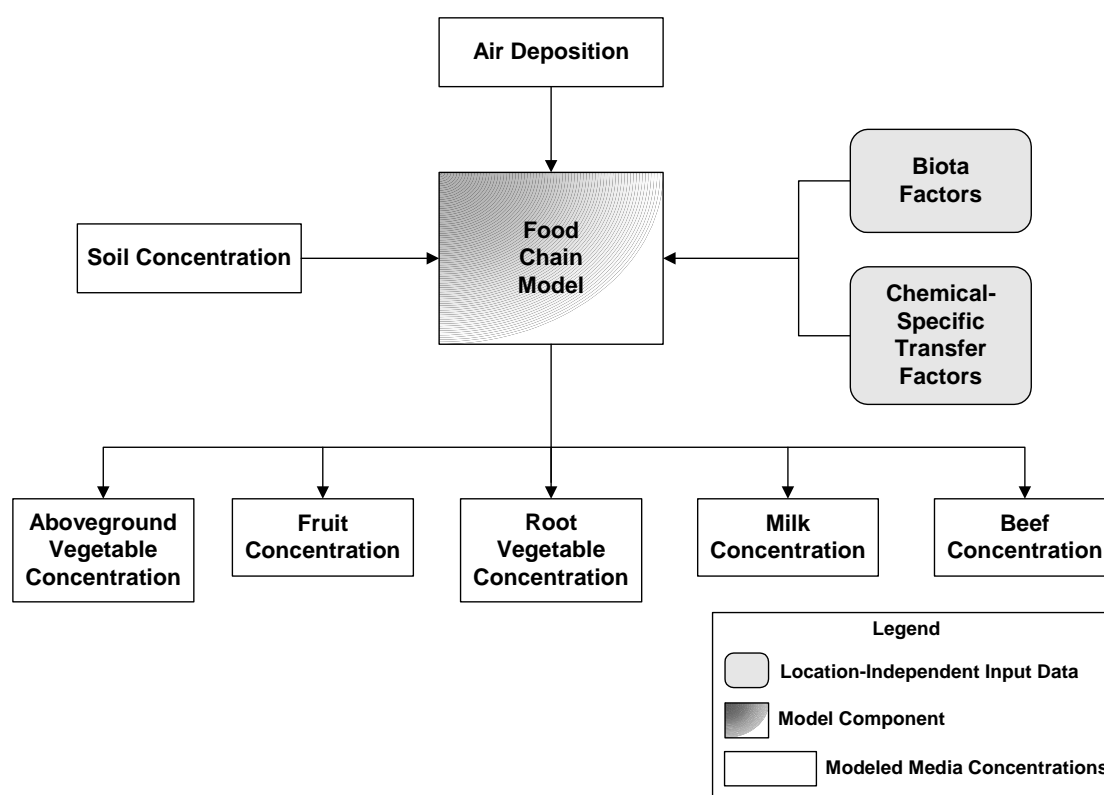 Air Deposition
Biota
Factors
Soil Concentration
Food
Chain
Model
Chemical-
Specific
Transfer
Factors
Aboveground
Vegetable
Concentration
Fruit
Concentration
Root
Vegetable
Concentration
Milk
Concentration
Beef
Concentration
Legend
Location-Independent Input Data
Model Component
Modeled Media Concentrations